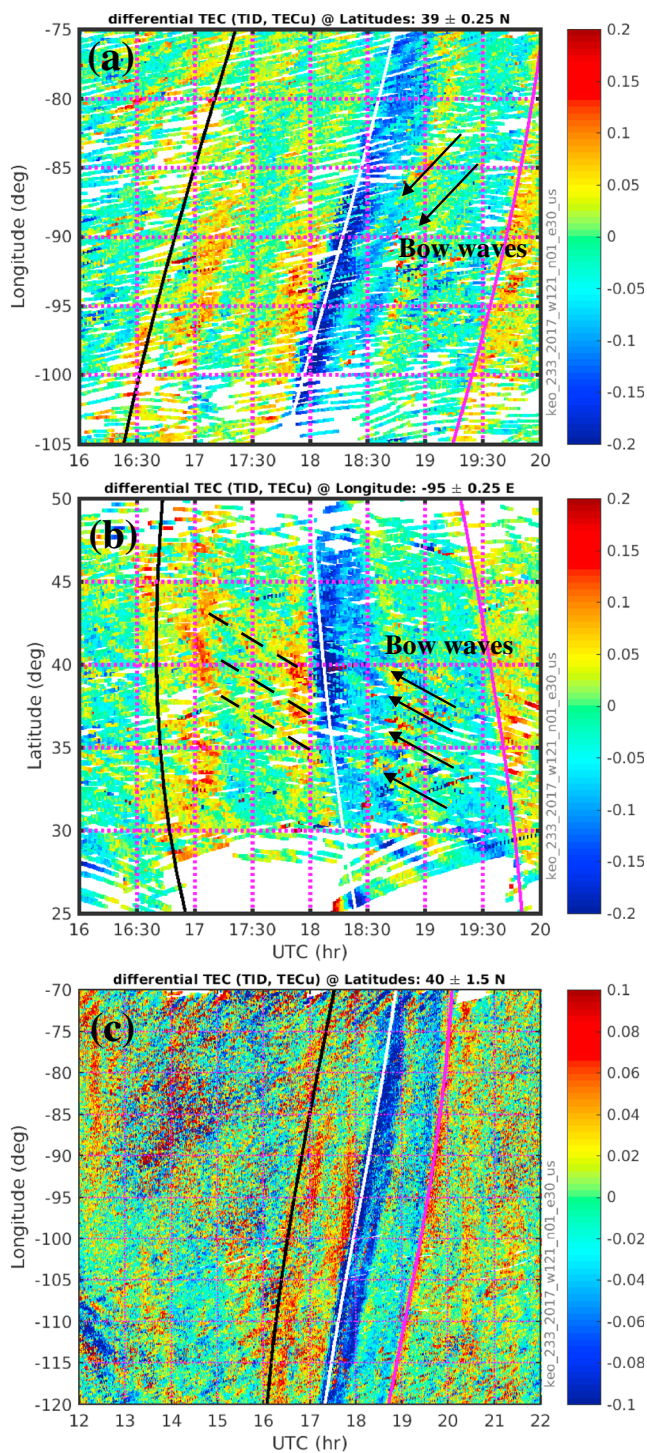 differential TEC (TID, TECu) @ Latitudes: 39 ± 0.25 N
(a)
-75
-80
-85
-90
-95
-100
-105
Longitude (deg)
Bow waves
keo_233_2017_w121_n01_e30_us
16 16:30 17 17:30 18 18:30 19 19:30 20
0.2
0.15
0.1
0.05
0
-0.05
-0.1
-0.15
-0.2
differential TEC (TID, TECu) @ Longitude: -95 ± 0.25 E
(b)
50
45
40
35
30
25
Latitude (deg)
Bow waves
keo_233_2017_w121_n01_e30_us
16 16:30 17 17:30 18 18:30 19 19:30 20
UTC (hr)
0.2
0.15
0.1
0.05
0
-0.05
-0.1
-0.15
-0.2
differential TEC (TID, TECu) @ Latitudes: 40 ± 1.5 N
(c)
-70
-75
-80
-85
-90
-95
-100
-105
-110
-115
-120
Longitude (deg)
keo_233_2017_w121_n01_e30_us
12 13 14 15 16 17 18 19 20 21 22
UTC (hr)
0.1
0.08
0.06
0.04
0.02
0
-0.02
-0.04
-0.06
-0.08
-0.1